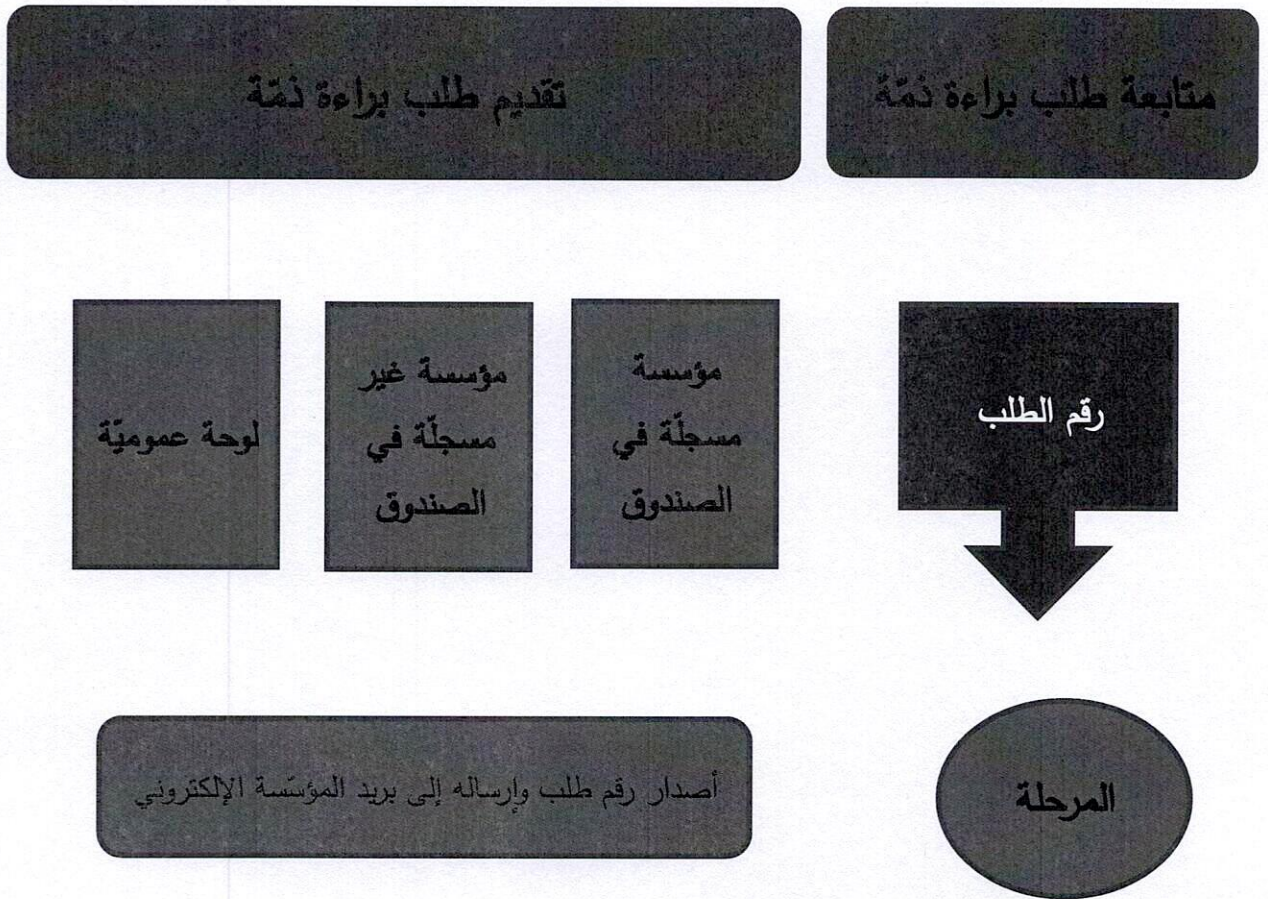 متابعة طلب براءة ذمّة
تقديم طلب براءة ذمّة
رقم الطلب
مؤسسة
مسجلّة في
الصندوق
مؤسسة غير
مسجلّة في
الصندوق
لوحة عموميّة
المرحلة
أصدار رقم طلب وإرساله إلى بريد المؤسّسة الإلكتروني